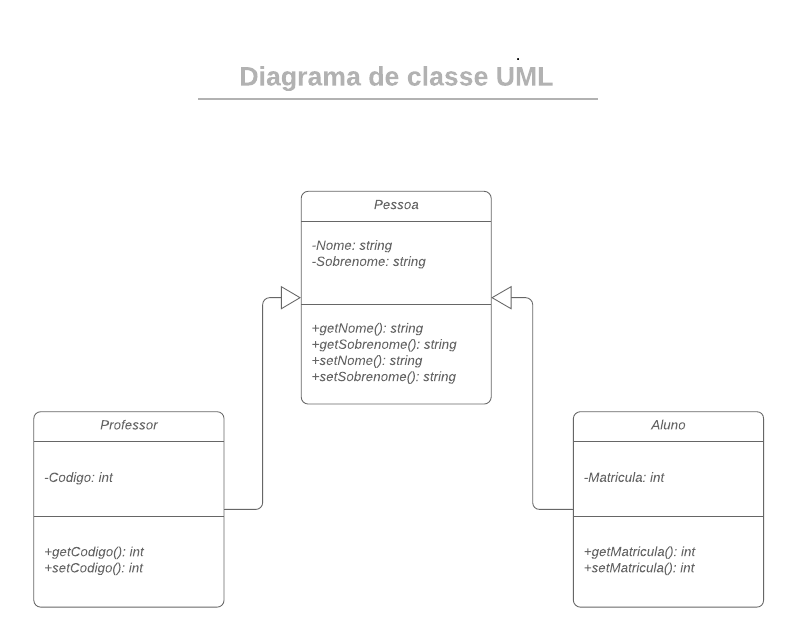 Diagrama de classe UML
Pessoa
-Nome: string
-Sobrenome: string
+getNome(): string
+getSobrenome(): string
+setNome(): string
+setSobrenome(): string
Professor
-Codigo: int
+getCodigo(): int
+setCodigo(): int
Aluno
-Matricula: int
+getMatricula(): int
+setMatricula(): int